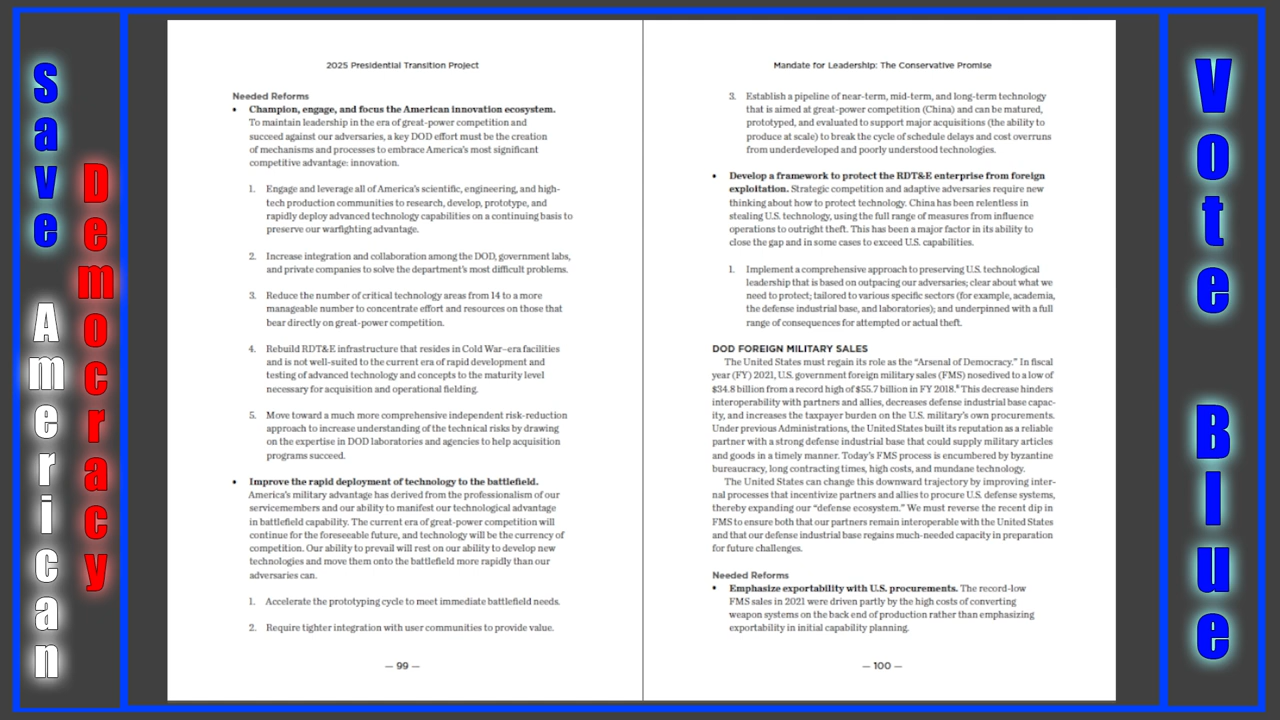 Save American
Democracy
2025 Presidential Transition Project
Needed Reforms
• Champion, engage, and focus the American innovation ecosystem.
To maintain leadership in the era of great-power competition and
succeed against our adversaries, a key DOD effort must be the creation
of mechanisms and processes to embrace America's most significant
competitive advantage: innovation.
1. Engage and leverage all of America's scientific, engineering, and high-
tech production communities to research, develop, prototype, and
rapidly deploy advanced technology capabilities on a continuing basis to
preserve our warfighting advantage.
2. Increase integration and collaboration among the DOD, government labs,
and private companies to solve the department's most difficult problems.
3. Reduce the number of critical technology areas from 14 to a more
manageable number to concentrate effort and resources on those that
bear directly on great-power competition.
4. Rebuild RDT&E infrastructure that resides in Cold War–era facilities
and is not well-suited to the current era of rapid development and
testing of advanced technology and concepts to the maturity level
necessary for acquisition and operational fielding.
5. Move toward a much more comprehensive independent risk-reduction
approach to increase understanding of the technical risks by drawing
on the expertise in DOD laboratories and agencies to help acquisition
programs succeed.
• Improve the rapid deployment of technology to the battlefield.
America's military advantage has derived from the professionalism of our
servicemembers and our ability to manifest our technological advantage
in battlefield capability. The current era of great-power competition will
continue for the foreseeable future, and technology will be the currency of
competition. Our ability to prevail will rest on our ability to develop new
technologies and move them onto the battlefield more rapidly than our
adversaries can.
1. Accelerate the prototyping cycle to meet immediate battlefield needs.
2. Require tighter integration with user communities to provide value.
— 99 —
Mandate for Leadership: The Conservative Promise
3. Establish a pipeline of near-term, mid-term, and long-term technology
that is aimed at great-power competition (China) and can be matured,
prototyped, and evaluated to support major acquisitions (the ability to
produce at scale) to break the cycle of schedule delays and cost overruns
from underdeveloped and poorly understood technologies.
• Develop a framework to protect the RDT&E enterprise from foreign
exploitation. Strategic competition and adaptive adversaries require new
thinking about how to protect technology. China has been relentless in
stealing U.S. technology, using the full range of measures from influence
operations to outright theft. This has been a major factor in its ability to
close the gap and in some cases to exceed U.S. capabilities.
1. Implement a comprehensive approach to preserving U.S. technological
leadership that is based on outpacing our adversaries; clear about what we
need to protect; tailored to various specific sectors (for example, academia,
the defense industrial base, and laboratories); and underpinned with a full
range of consequences for attempted or actual theft.
DOD FOREIGN MILITARY SALES
The United States must regain its role as the "Arsenal of Democracy." In fiscal
year (FY) 2021, U.S. government foreign military sales (FMS) nosedived to a low of
$34.8 billion from a record high of $55.7 billion in FY 2018.⁸ This decrease hinders
interoperability with partners and allies, decreases defense industrial base capac-
ity, and increases the taxpayer burden on the U.S. military's own procurements.
Under previous Administrations, the United States built its reputation as a reliable
partner with a strong defense industrial base that could supply military articles
and goods in a timely manner. Today's FMS process is encumbered by byzantine
bureaucracy, long contracting times, high costs, and mundane technology.
The United States can change this downward trajectory by improving inter-
nal processes that incentivize partners and allies to procure U.S. defense systems,
thereby expanding our "defense ecosystem." We must reverse the recent dip in
FMS to ensure both that our partners remain interoperable with the United States
and that our defense industrial base regains much-needed capacity in preparation
for future challenges.
Needed Reforms
• Emphasize exportability with U.S. procurements. The record-low
FMS sales in 2021 were driven partly by the high costs of converting
weapon systems on the back end of production rather than emphasizing
exportability in initial capability planning.
— 100 —
Vote Blue